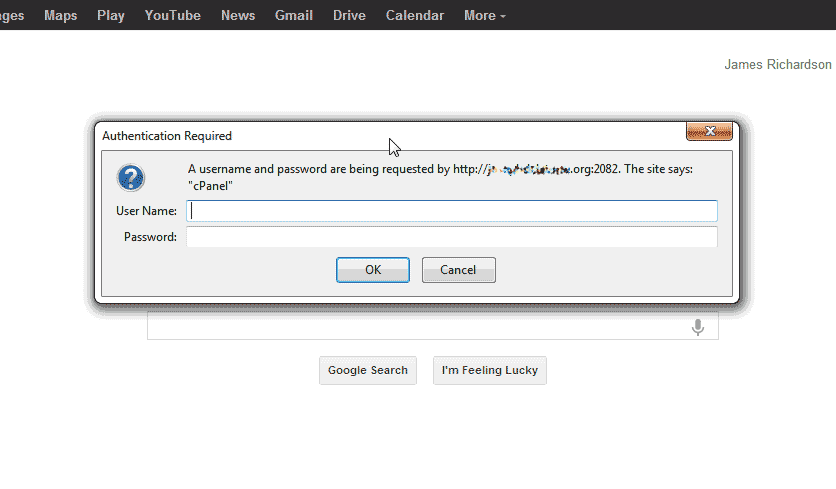 ges Maps Play YouTube News Gmail Drive Calendar More
James Richardson
Authentication Required
A username and password are being requested by http://j .org:2082. The site says:
"cPanel"
User Name:
Password:
OK Cancel
Google Search I'm Feeling Lucky